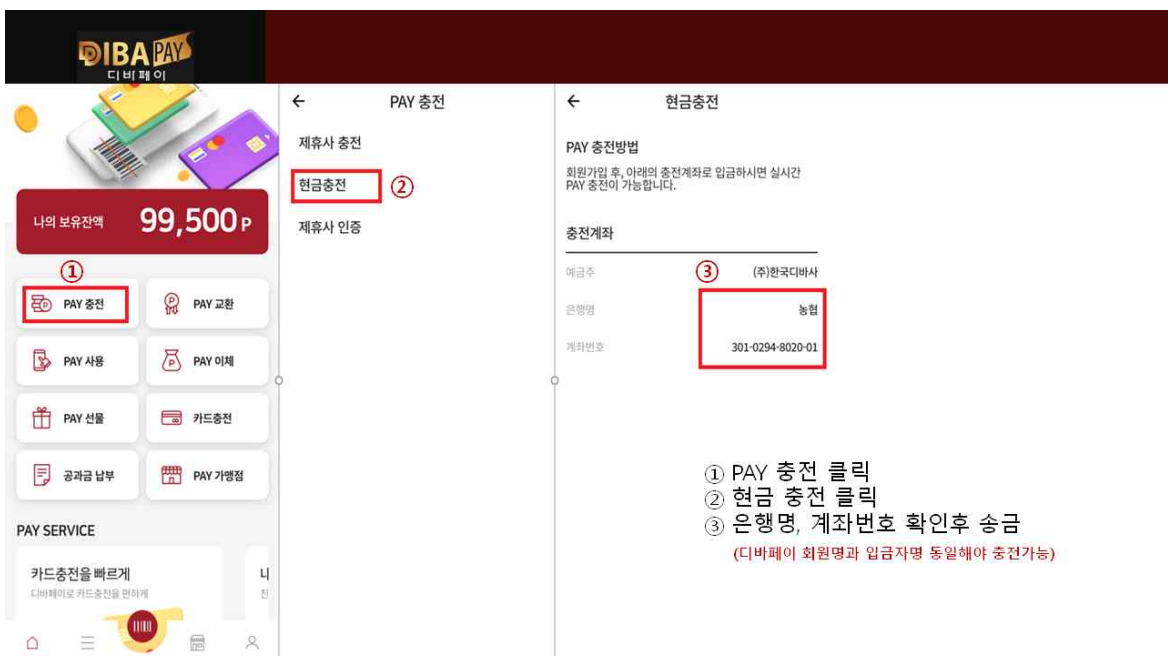 DIBA PAY
디바페이
나의 보유잔액 99,500 P
①
PAY 충전
PAY 교환
PAY 사용
PAY 이체
PAY 선물
카드충전
공과금 납부
PAY 가맹점
PAY SERVICE
카드충전을 빠르게
디바페이로 카드충전을 편하게
나
친
← PAY 충전
제휴사 충전
현금충전 ②
제휴사 인증
← 현금충전
PAY 충전방법
회원가입 후, 아래의 충전계좌로 입금하시면 실시간
PAY 충전이 가능합니다.
충전계좌
예금주 ③ (주)한국디바사
은행명 농협
계좌번호 301-0294-8020-01
① PAY 충전 클릭
② 현금 충전 클릭
③ 은행명, 계좌번호 확인후 송금
(디바페이 회원명과 입금자명 동일해야 충전가능)